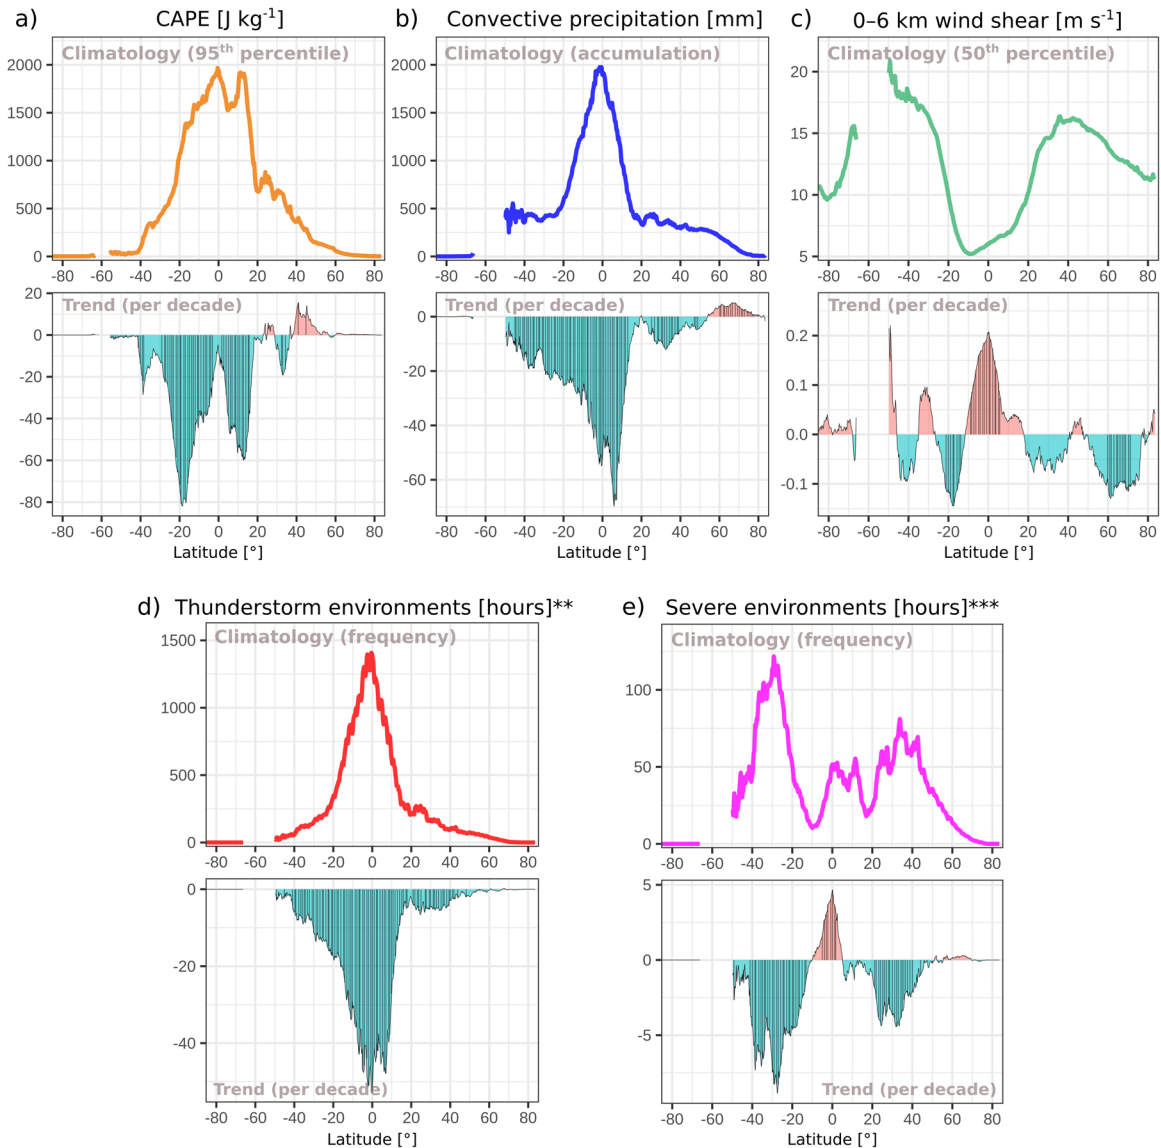 a) CAPE [J kg-1]
b) Convective precipitation [mm]
c) 0–6 km wind shear [m s-1]
Climatology (95th percentile)
2000
1500
1000
500
0
-80 -60 -40 -20 0 20 40 60 80
Climatology (accumulation)
2000
1500
1000
500
0
-80 -60 -40 -20 0 20 40 60 80
Climatology (50th percentile)
20
15
10
5
-80 -60 -40 -20 0 20 40 60 80
Trend (per decade)
20
0
-20
-40
-60
-80
-80 -60 -40 -20 0 20 40 60 80
Latitude [°]
Trend (per decade)
0
-20
-40
-60
-80 -60 -40 -20 0 20 40 60 80
Latitude [°]
Trend (per decade)
0.2
0.1
0.0
-0.1
-80 -60 -40 -20 0 20 40 60 80
Latitude [°]
d) Thunderstorm environments [hours]**
e) Severe environments [hours]***
Climatology (frequency)
1500
1000
500
0
-80 -60 -40 -20 0 20 40 60 80
Climatology (frequency)
100
50
0
-80 -60 -40 -20 0 20 40 60 80
0
-20
-40
Trend (per decade)
-80 -60 -40 -20 0 20 40 60 80
Latitude [°]
5
0
-5
Trend (per decade)
-80 -60 -40 -20 0 20 40 60 80
Latitude [°]